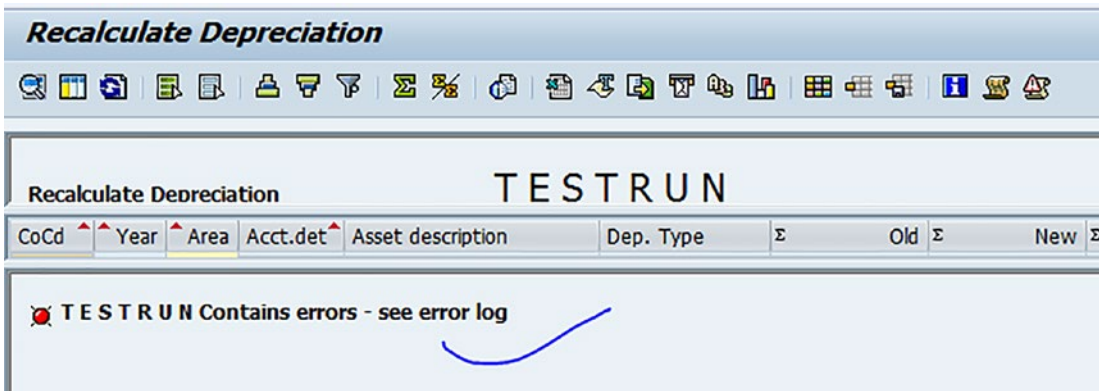 Recalculate Depreciation
Recalculate Depreciation T E S T R U N
CoCd Year Area Acct.det Asset description Dep. Type Σ Old Σ New Σ
T E S T R U N Contains errors - see error log